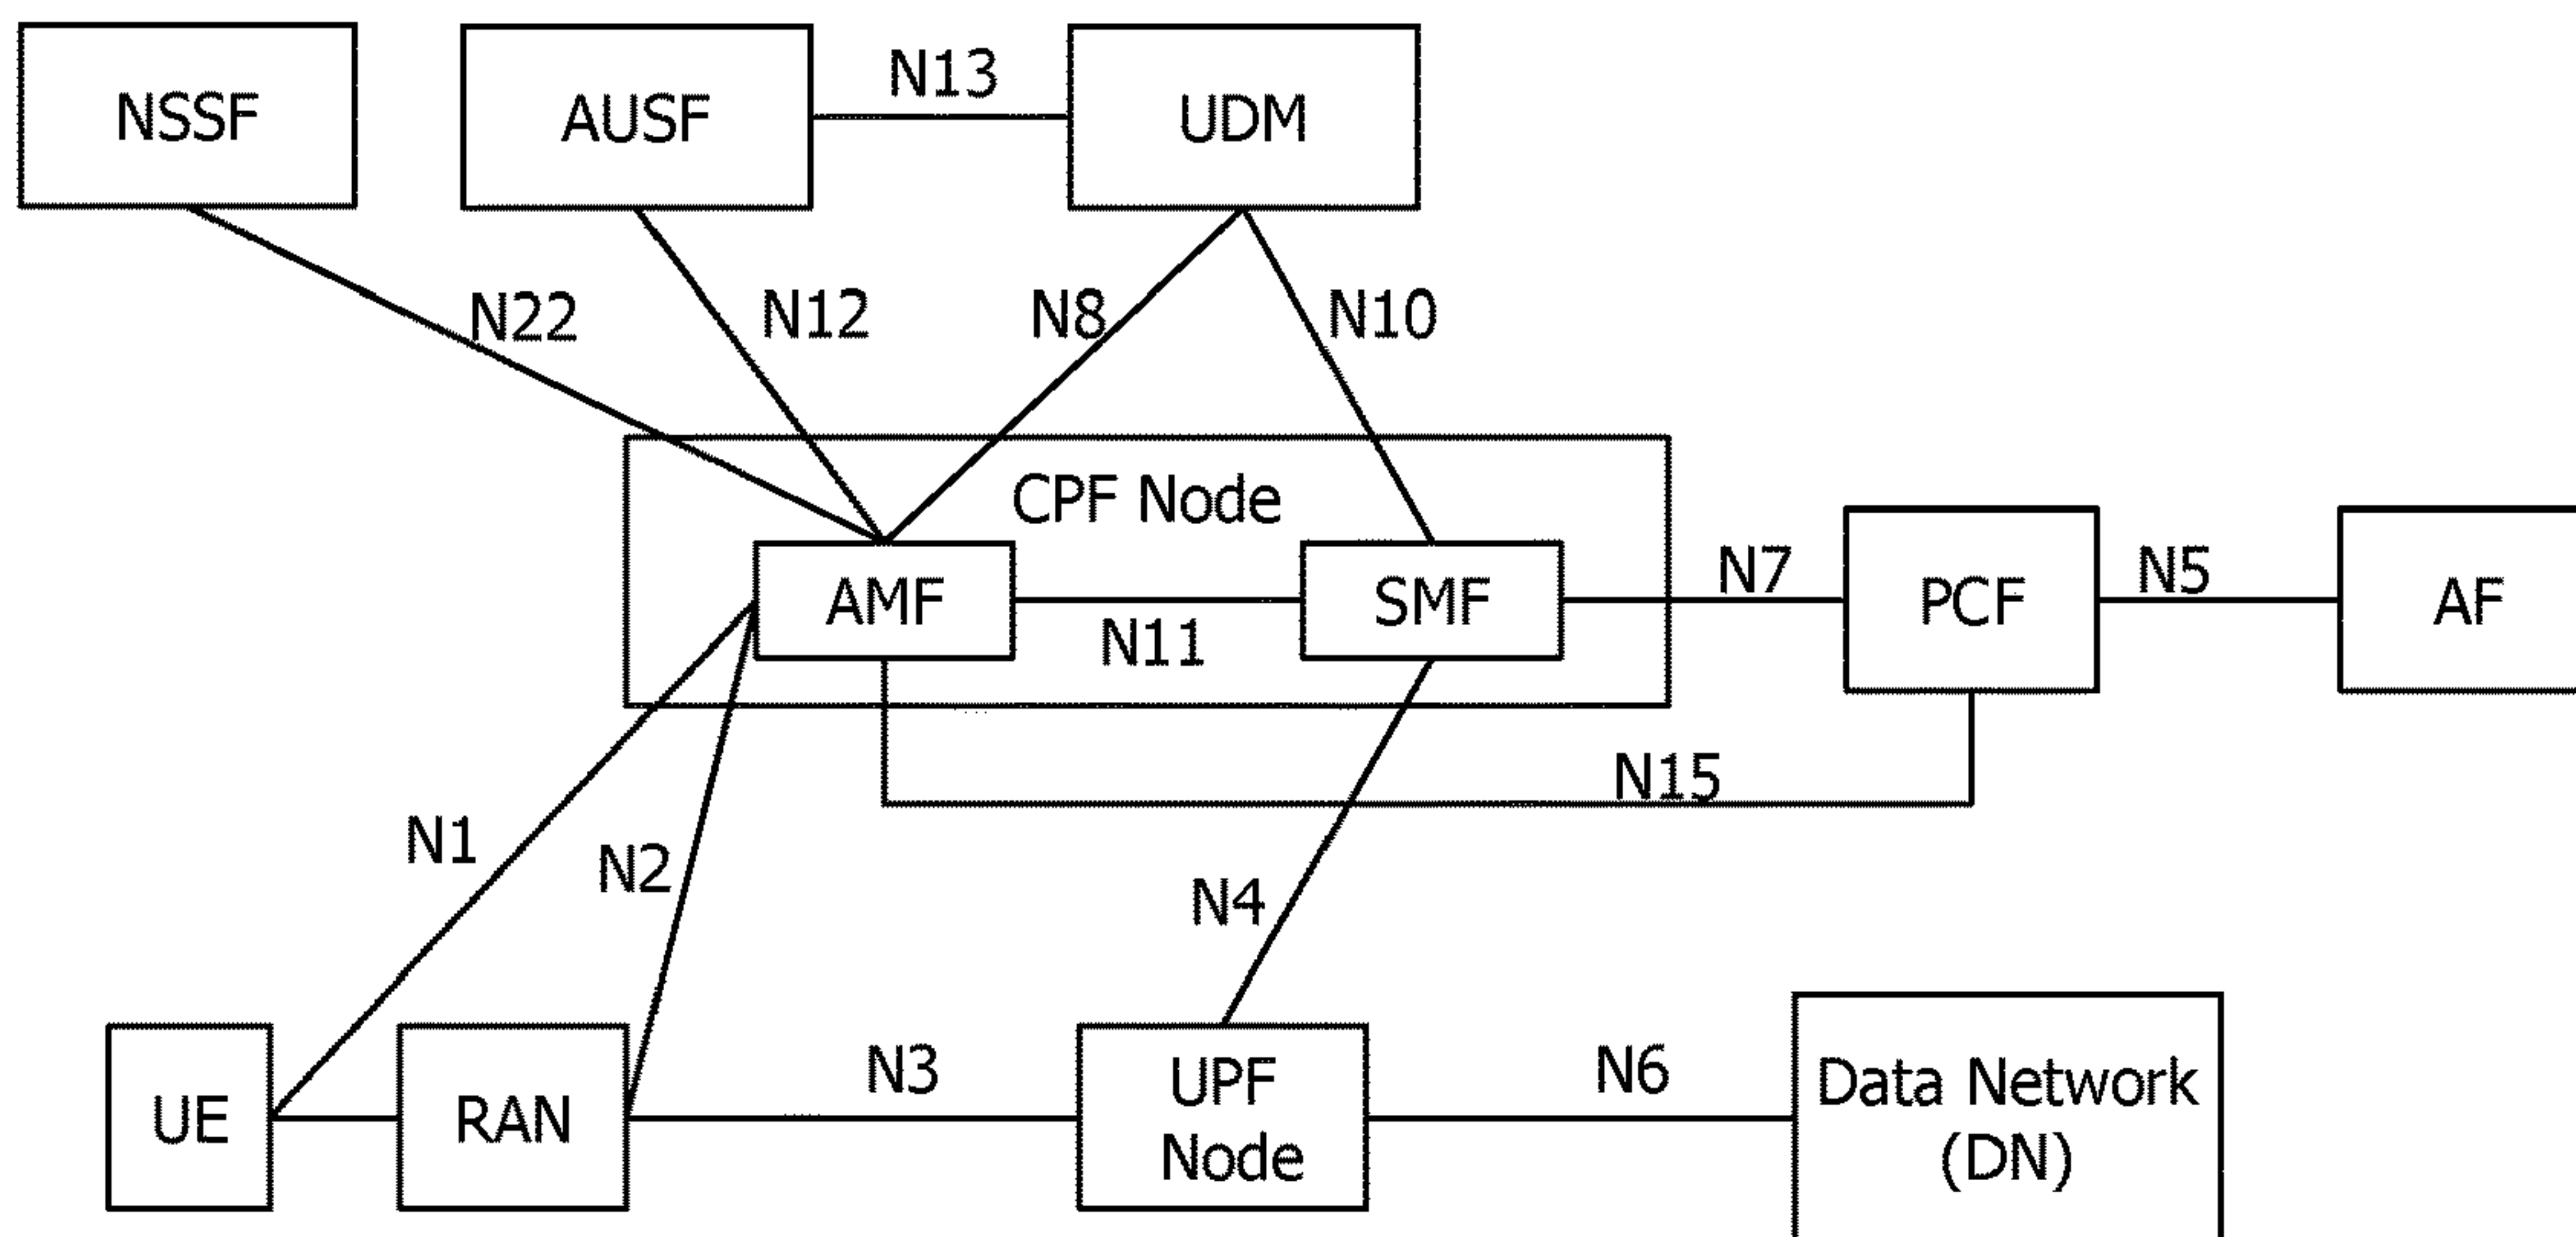 NSSF
AUSF
N13
UDM
N22
N12
N8
N10
CPF Node
AMF
N11
SMF
N7
PCF
N5
AF
N15
N1
N2
N4
UE
RAN
N3
UPF
Node
N6
Data Network
(DN)